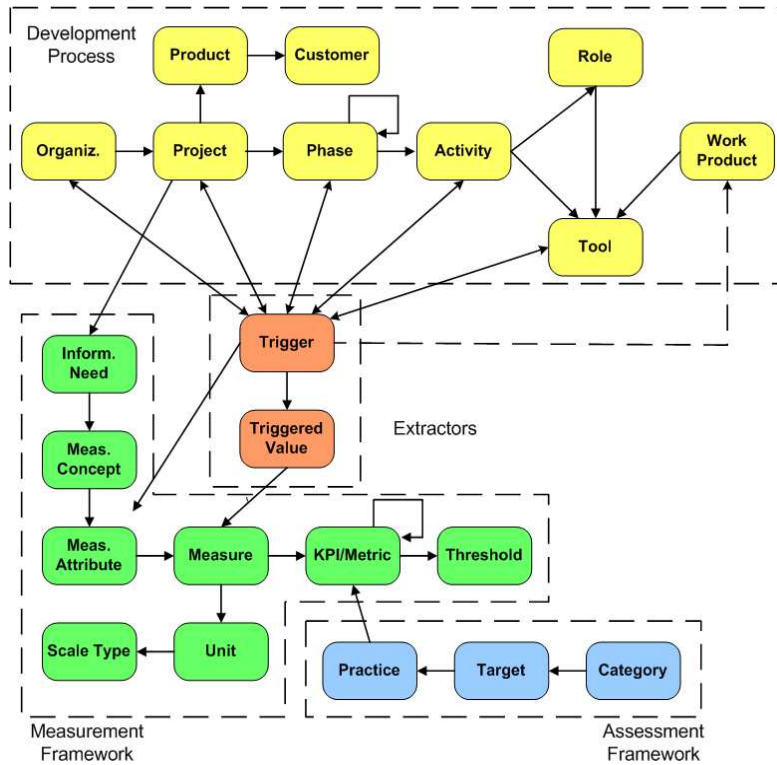 Development
Process
Product
Customer
Role
Organiz.
Project
Phase
Activity
Work
Product
Tool
Trigger
Inform.
Need
Triggered
Value
Extractors
Meas.
Concept
Meas.
Attribute
Measure
KPI/Metric
Threshold
Scale Type
Unit
Practice
Target
Category
Measurement
Framework
Assessment
Framework